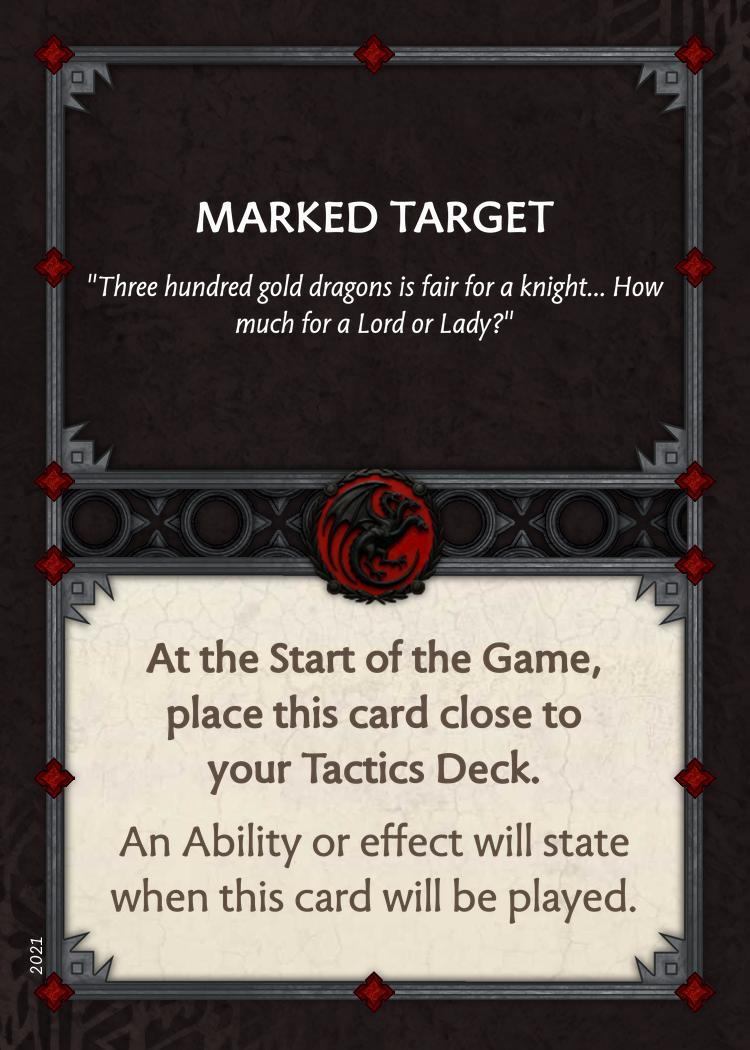 MARKED TARGET
"Three hundred gold dragons is fair for a knight... How
much for a Lord or Lady?"
At the Start of the Game,
place this card close to
your Tactics Deck.
An Ability or effect will state
when this card will be played.
2021